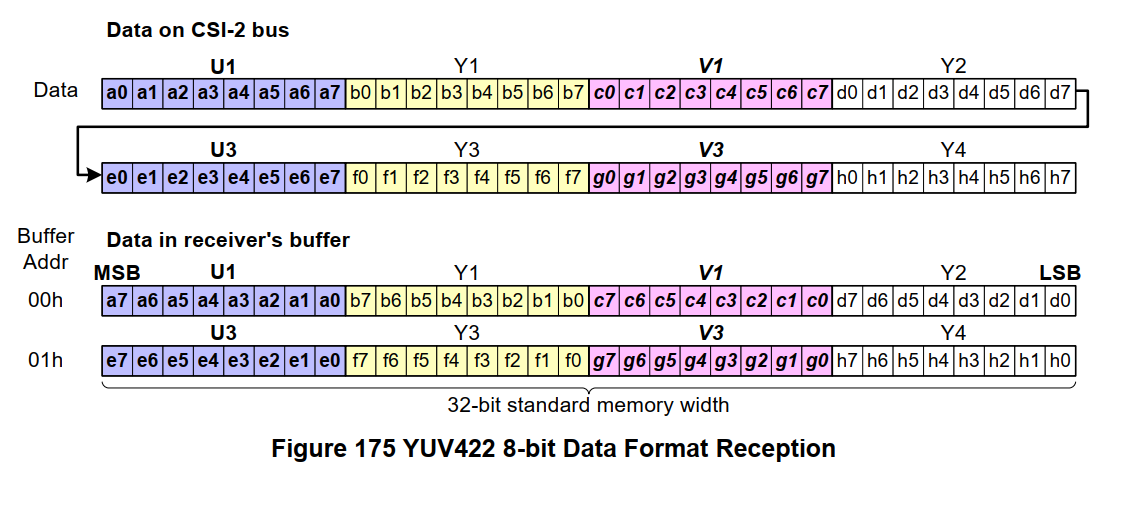 Data on CSI-2 bus
U1 Y1 V1 Y2
Data a0 a1 a2 a3 a4 a5 a6 a7 b0 b1 b2 b3 b4 b5 b6 b7 c0 c1 c2 c3 c4 c5 c6 c7 d0 d1 d2 d3 d4 d5 d6 d7
U3 Y3 V3 Y4
e0 e1 e2 e3 e4 e5 e6 e7 f0 f1 f2 f3 f4 f5 f6 f7 g0 g1 g2 g3 g4 g5 g6 g7 h0 h1 h2 h3 h4 h5 h6 h7
Buffer
Addr
Data in receiver's buffer
MSB U1 Y1 V1 Y2 LSB
00h a7 a6 a5 a4 a3 a2 a1 a0 b7 b6 b5 b4 b3 b2 b1 b0 c7 c6 c5 c4 c3 c2 c1 c0 d7 d6 d5 d4 d3 d2 d1 d0
U3 Y3 V3 Y4
01h e7 e6 e5 e4 e3 e2 e1 e0 f7 f6 f5 f4 f3 f2 f1 f0 g7 g6 g5 g4 g3 g2 g1 g0 h7 h6 h5 h4 h3 h2 h1 h0
32-bit standard memory width
Figure 175 YUV422 8-bit Data Format Reception